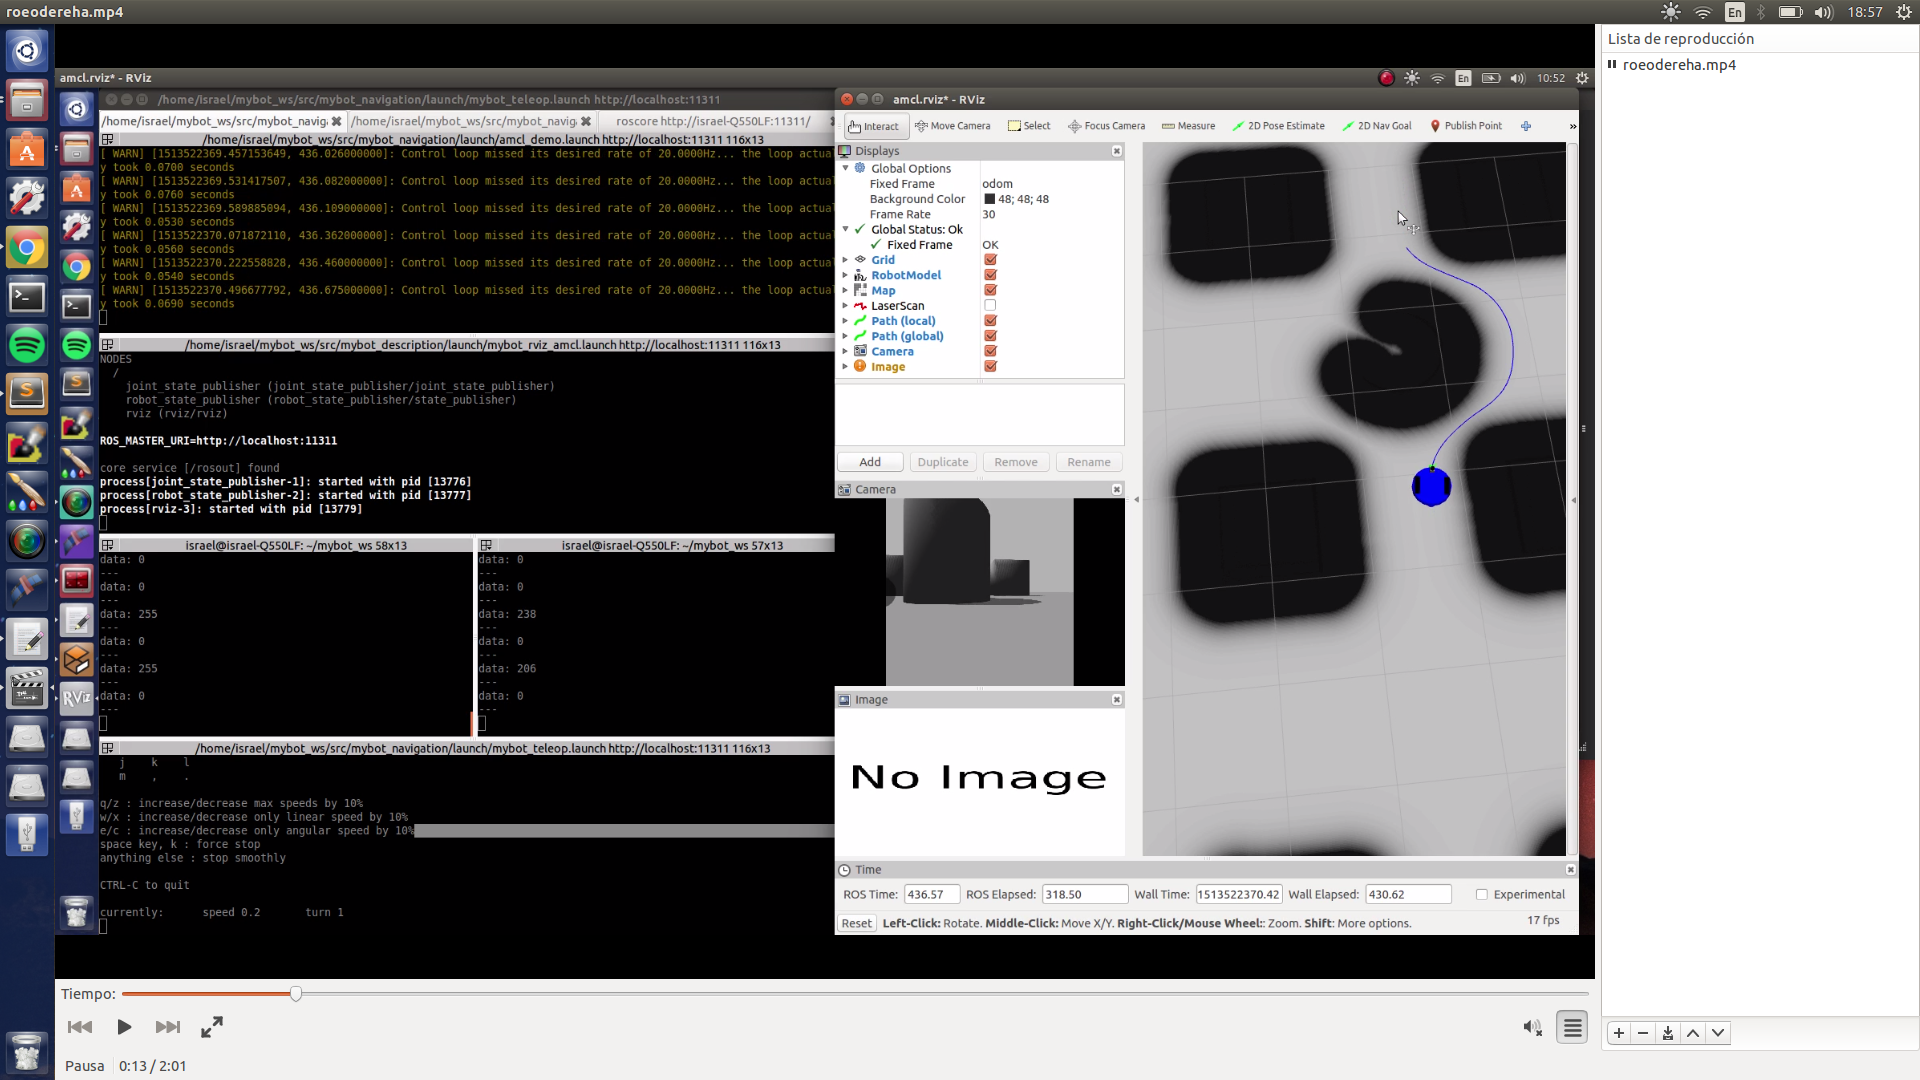 roeodereha.mp4
En
18:57
Lista de reproducción
roeodereha.mp4
amcl.rviz* - RViz
En
10:52
/home/israel/mybot_ws/src/mybot_navigation/launch/mybot_teleop.launch http://localhost:11311
/home/israel/mybot_ws/src/mybot_navig
/home/israel/mybot_ws/src/mybot_navig
roscore http://israel-Q550LF:11311/
/home/israel/mybot_ws/src/mybot_navigation/launch/amcl_demo.launch http://localhost:11311 116x13
[ WARN] [1513522369.457153649, 436.026000000]: Control loop missed its desired rate of 20.0000Hz... the loop actuall
y took 0.0700 seconds
[ WARN] [1513522369.531417507, 436.082000000]: Control loop missed its desired rate of 20.0000Hz... the loop actual
y took 0.0760 seconds
[ WARN] [1513522369.589885094, 436.109000000]: Control loop missed its desired rate of 20.0000Hz... the loop actual
y took 0.0530 seconds
[ WARN] [1513522370.071872110, 436.362000000]: Control loop missed its desired rate of 20.0000Hz... the loop actual
y took 0.0560 seconds
[ WARN] [1513522370.222558828, 436.460000000]: Control loop missed its desired rate of 20.0000Hz... the loop actual
y took 0.0540 seconds
[ WARN] [1513522370.496677792, 436.675000000]: Control loop missed its desired rate of 20.0000Hz... the loop actual
y took 0.0690 seconds
/home/israel/mybot_ws/src/mybot_description/launch/mybot_rviz_amcl.launch http://localhost:11311 116x13
NODES
/
joint_state_publisher (joint_state_publisher/joint_state_publisher)
robot_state_publisher (robot_state_publisher/state_publisher)
rviz (rviz/rviz)
ROS_MASTER_URI=http://localhost:11311
core service [/rosout] found
process[joint_state_publisher-1]: started with pid [13776]
process[robot_state_publisher-2]: started with pid [13777]
process[rviz-3]: started with pid [13779]
israel@israel-Q550LF: ~/mybot_ws 58x13
data: 0
---
data: 0
---
data: 255
---
data: 0
---
data: 255
---
data: 0
---
israel@israel-Q550LF: ~/mybot_ws 57x13
data: 0
---
data: 0
---
data: 238
---
data: 0
---
data: 206
---
data: 0
---
/home/israel/mybot_ws/src/mybot_navigation/launch/mybot_teleop.launch http://localhost:11311 116x13
j k l
m , .
q/z : increase/decrease max speeds by 10%
w/x : increase/decrease only linear speed by 10%
e/c : increase/decrease only angular speed by 10%
space key, k : force stop
anything else : stop smoothly
CTRL-C to quit
currently: speed 0.2 turn 1
RViz
amcl.rviz* - RViz
Interact
Move Camera
Select
Focus Camera
Measure
2D Pose Estimate
2D Nav Goal
Publish Point
»
Displays
Global Options
Fixed Frame odom
Background Color 48; 48; 48
Frame Rate 30
Global Status: Ok
Fixed Frame OK
Grid
RobotModel
Map
LaserScan
Path (local)
Path (global)
Camera
Image
Add
Duplicate
Remove
Rename
Camera
Image
No Image
Time
ROS Time: 436.57 ROS Elapsed: 318.50 Wall Time: 1513522370.42 Wall Elapsed: 430.62 Experimental
Reset
Left-Click: Rotate. Middle-Click: Move X/Y. Right-Click/Mouse Wheel:: Zoom. Shift: More options.
17 fps
Tiempo:
Pausa 0:13 / 2:01